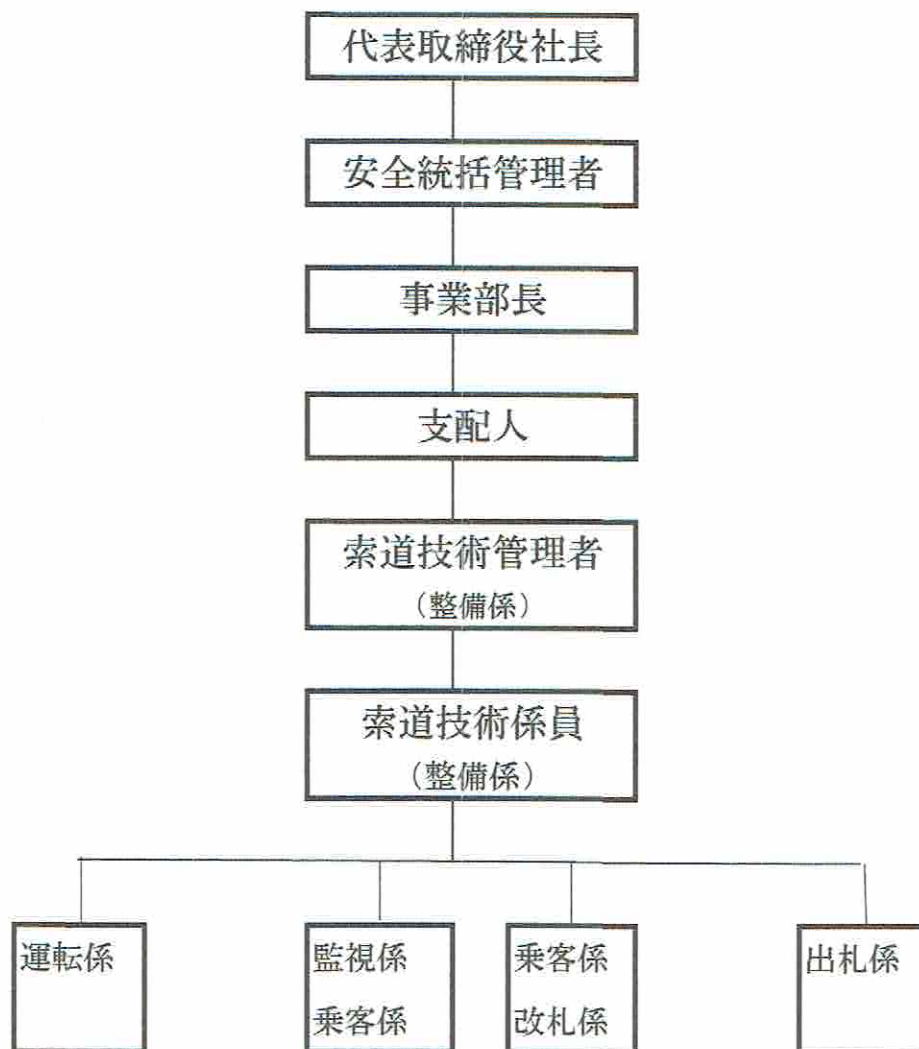 代表取締役社長
安全統括管理者
事業部長
支配人
索道技術管理者
（整備係）
索道技術係員
（整備係）
運転係
監視係
乗客係
乗客係
改札係
出札係